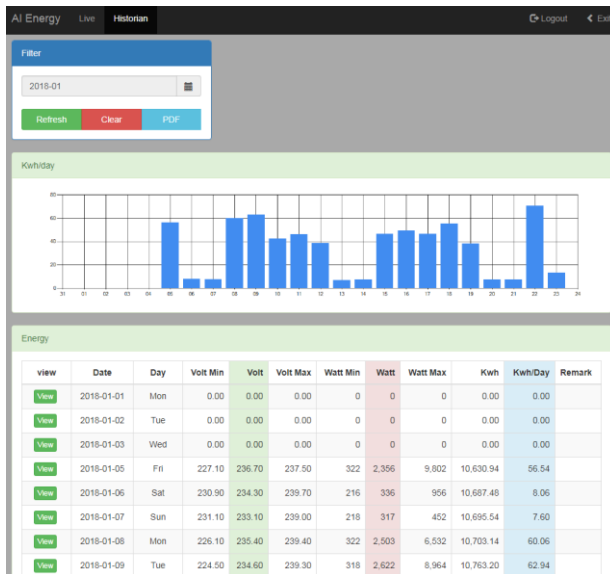 AI Energy Live Historian Logout Exit
Filter
2018-01
Refresh Clear PDF
Kwh/day
80
60
40
20
0
31 01 02 03 04 05 06 07 08 09 10 11 12 13 14 15 16 17 18 19 20 21 22 23 24
Energy
view Date Day Volt Min Volt Volt Max Watt Min Watt Watt Max Kwh Kwh/Day Remark
View 2018-01-01 Mon 0.00 0.00 0.00 0 0 0 0.00 0.00
View 2018-01-02 Tue 0.00 0.00 0.00 0 0 0 0.00 0.00
View 2018-01-03 Wed 0.00 0.00 0.00 0 0 0 0.00 0.00
View 2018-01-05 Fri 227.10 236.70 237.50 322 2,356 9,802 10,630.94 56.54
View 2018-01-06 Sat 230.90 234.30 239.70 216 336 956 10,687.48 8.06
View 2018-01-07 Sun 231.10 233.10 239.00 218 317 452 10,695.54 7.60
View 2018-01-08 Mon 226.10 235.40 239.40 322 2,503 6,532 10,703.14 60.06
View 2018-01-09 Tue 224.50 234.60 239.30 318 2,622 8,964 10,763.20 62.94